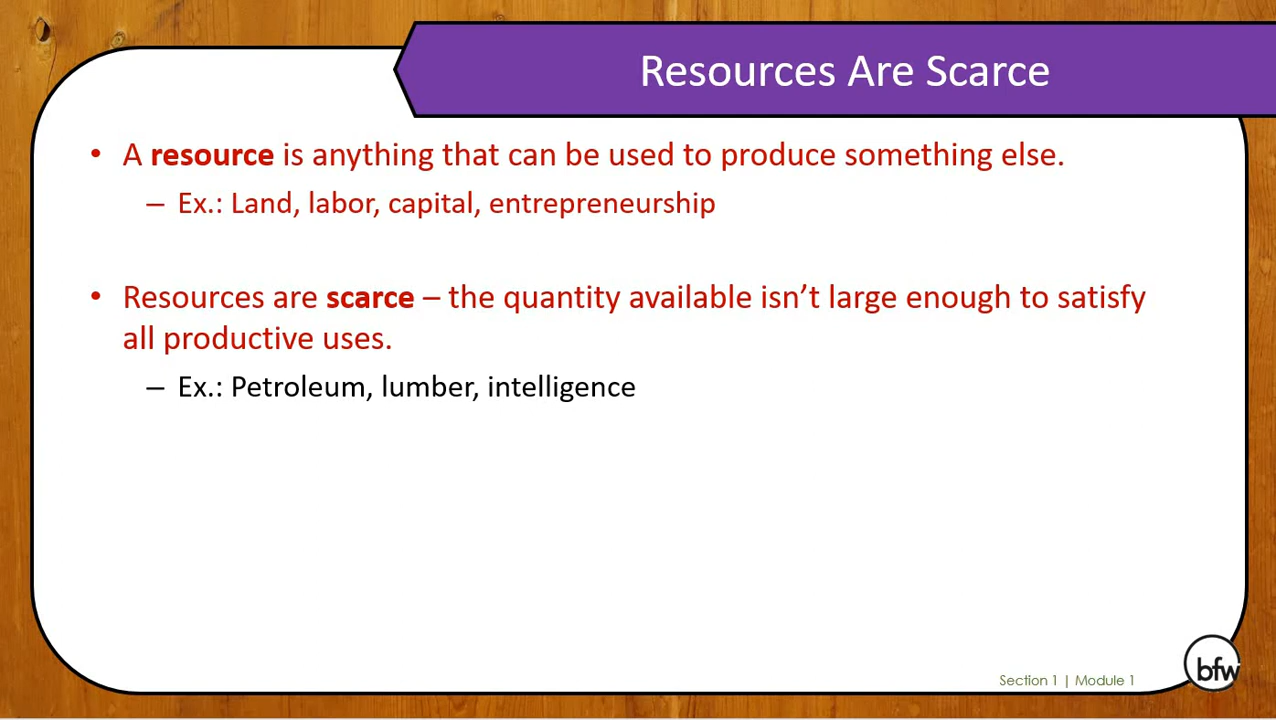 Resources Are Scarce
• A resource is anything that can be used to produce something else.
– Ex.: Land, labor, capital, entrepreneurship
• Resources are scarce – the quantity available isn’t large enough to satisfy
all productive uses.
– Ex.: Petroleum, lumber, intelligence
Section 1 | Module 1
bfw